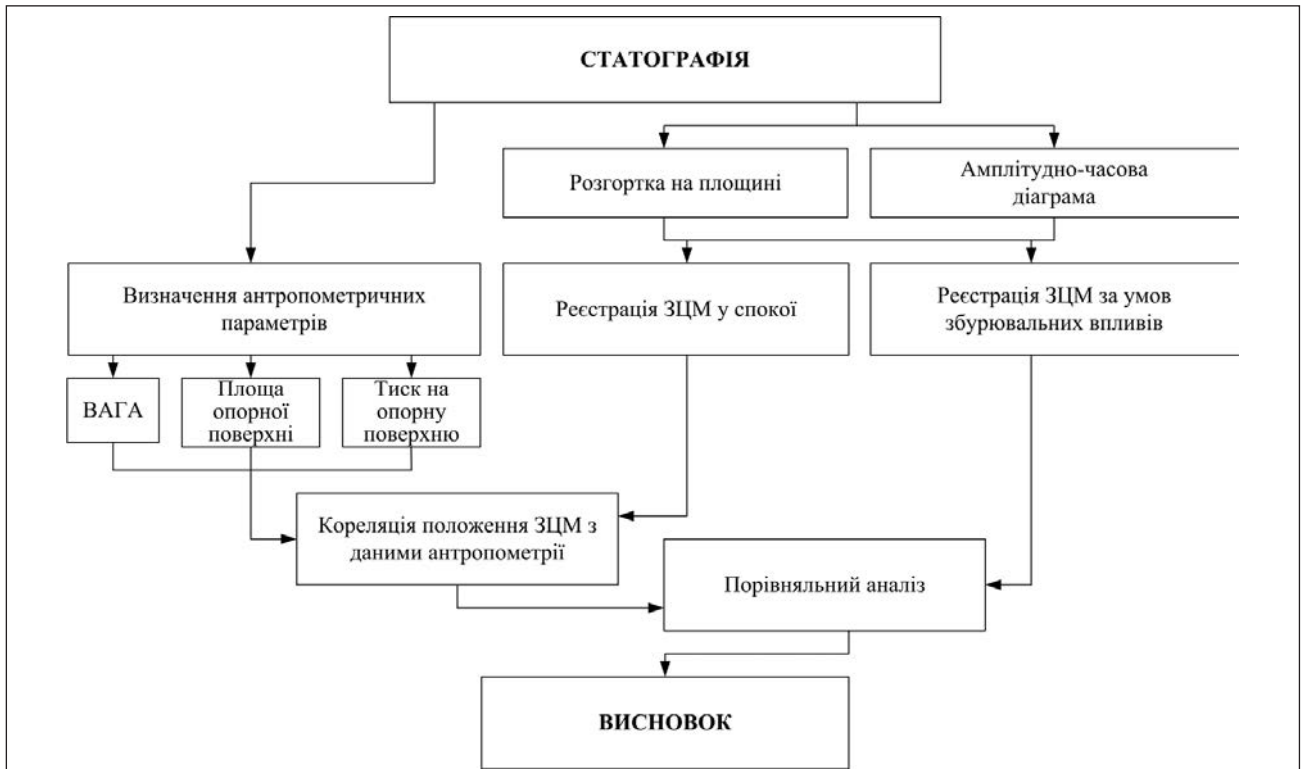 СТАТОГРАФІЯ
Розгортка на площині
Амплітудно-часова
діаграма
Визначення антропометричних
параметрів
Реєстрація ЗЦМ у спокої
Реєстрація ЗЦМ за умов
збурювальних впливів
ВАГА
Площа
опорної
поверхні
Тиск на
опорну
поверхню
Кореляція положення ЗЦМ з
даними антропометрії
Порівняльний аналіз
ВИСНОВОК